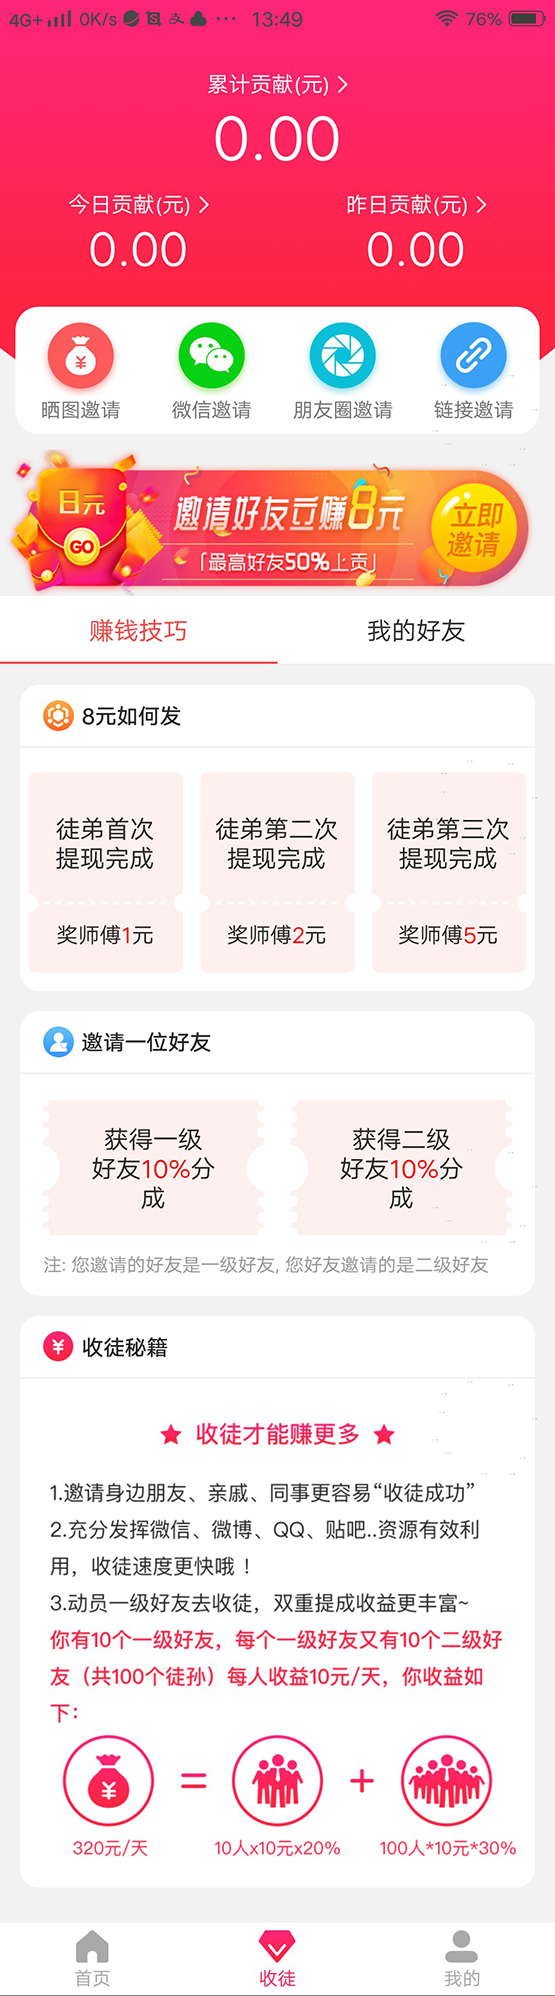 4G+ 0K/s ··· 13:49 76%
累计贡献(元)
0.00
今日贡献(元) 昨日贡献(元)
0.00 0.00
晒图邀请 微信邀请 朋友圈邀请 链接邀请
8元
GO
邀请好友立赚8元
「最高好友50%上贡」
立即
邀请
赚钱技巧 我的好友
8元如何发
徒弟首次
提现完成
奖师傅1元
徒弟第二次
提现完成
奖师傅2元
徒弟第三次
提现完成
奖师傅5元
邀请一位好友
获得一级
好友10%分
成
获得二级
好友10%分
成
注: 您邀请的好友是一级好友, 您好友邀请的是二级好友
收徒秘籍
收徒才能赚更多
1.邀请身边朋友、亲戚、同事更容易“收徒成功”
2.充分发挥微信、微博、QQ、贴吧..资源有效利
用，收徒速度更快哦！
3.动员一级好友去收徒，双重提成收益更丰富~
你有10个一级好友，每个一级好友又有10个二级好
友（共100个徒孙）每人收益10元/天，你收益如
下：
¥ = +
320元/天 10人x10元x20% 100人*10元*30%
首页 收徒 我的